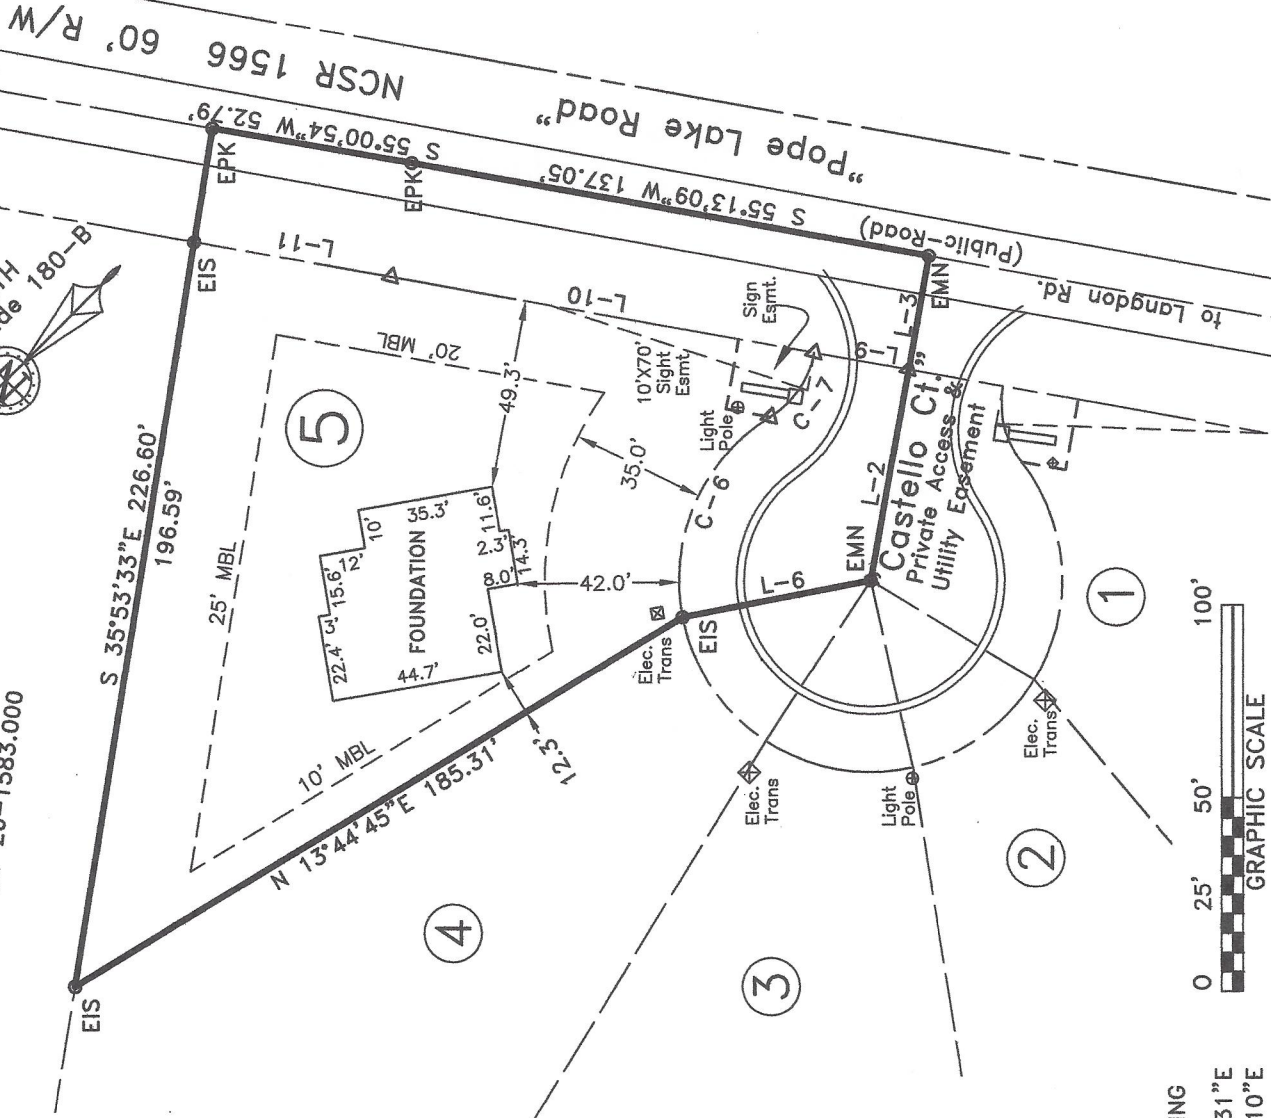 NCSR 1566 60' R/W
"Pope Lake Road"
(Public-Road)
to Langdon Rd.
180-B
S 55°00'54"W 52.79'
S 55°13'09"W 137.05'
EPK
EPK
EMN
EIS
L-11
L-10
L-9
L-3
L-2
L-6
C-6
C-7
S 35°53'33"E 226.60'
196.59'
25' MBL
20' MBL
10' MBL
5
49.3'
35.0'
42.0'
12.3'
10'X70'
Sight
Esmt.
Sign
Esmt.
Light
Pole
FOUNDATION
35.3'
10'
12'
15.6'
3'
22.4'
44.7'
22.0'
8.0'
14.3'
2.3'
11.6'
EMN
Castello Ct."
Private Access &
Utility Easement
Elec.
Trans
EIS
N 13°44'45"E 185.31'
EIS
Elec.
Trans
Light
Pole
Elec.
Trans
1
2
3
4
0 25' 50' 100'
GRAPHIC SCALE
-1583.000
31"E
10"E